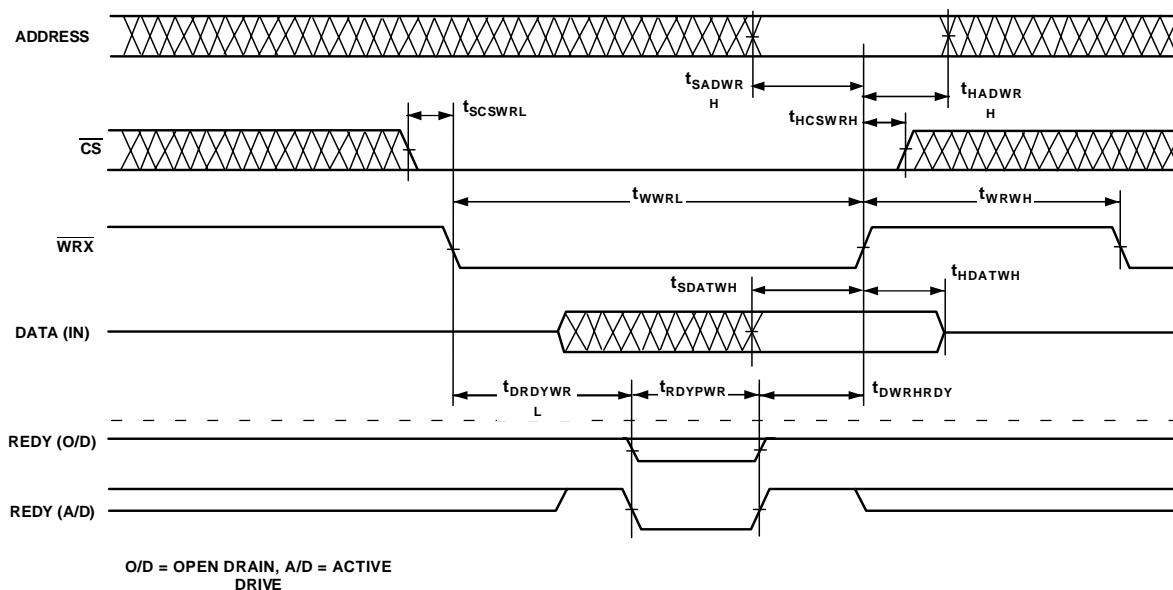 ADDRESS
tSADWR
H
tHADWR
H
tSCSWRL
tHCSWRH
CS
tWWRL
tWRWH
WRX
tSDATWH
tHDATWH
DATA (IN)
tDRDYWR
L
tRDYPWR
tDWRHRDY
REDY (O/D)
REDY (A/D)
O/D = OPEN DRAIN, A/D = ACTIVE
DRIVE